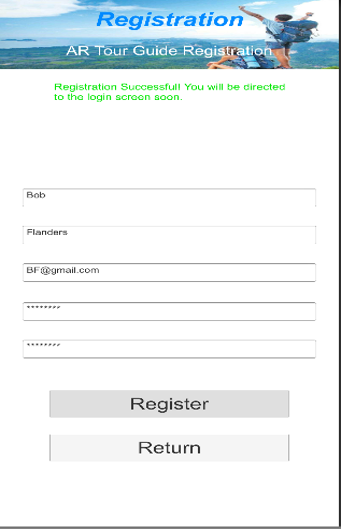 Registration
AR Tour Guide Registration
Registration Successful! You will be directed
to the login screen soon.
Bob
Flanders
BF@gmail.com
********
********
Register
Return